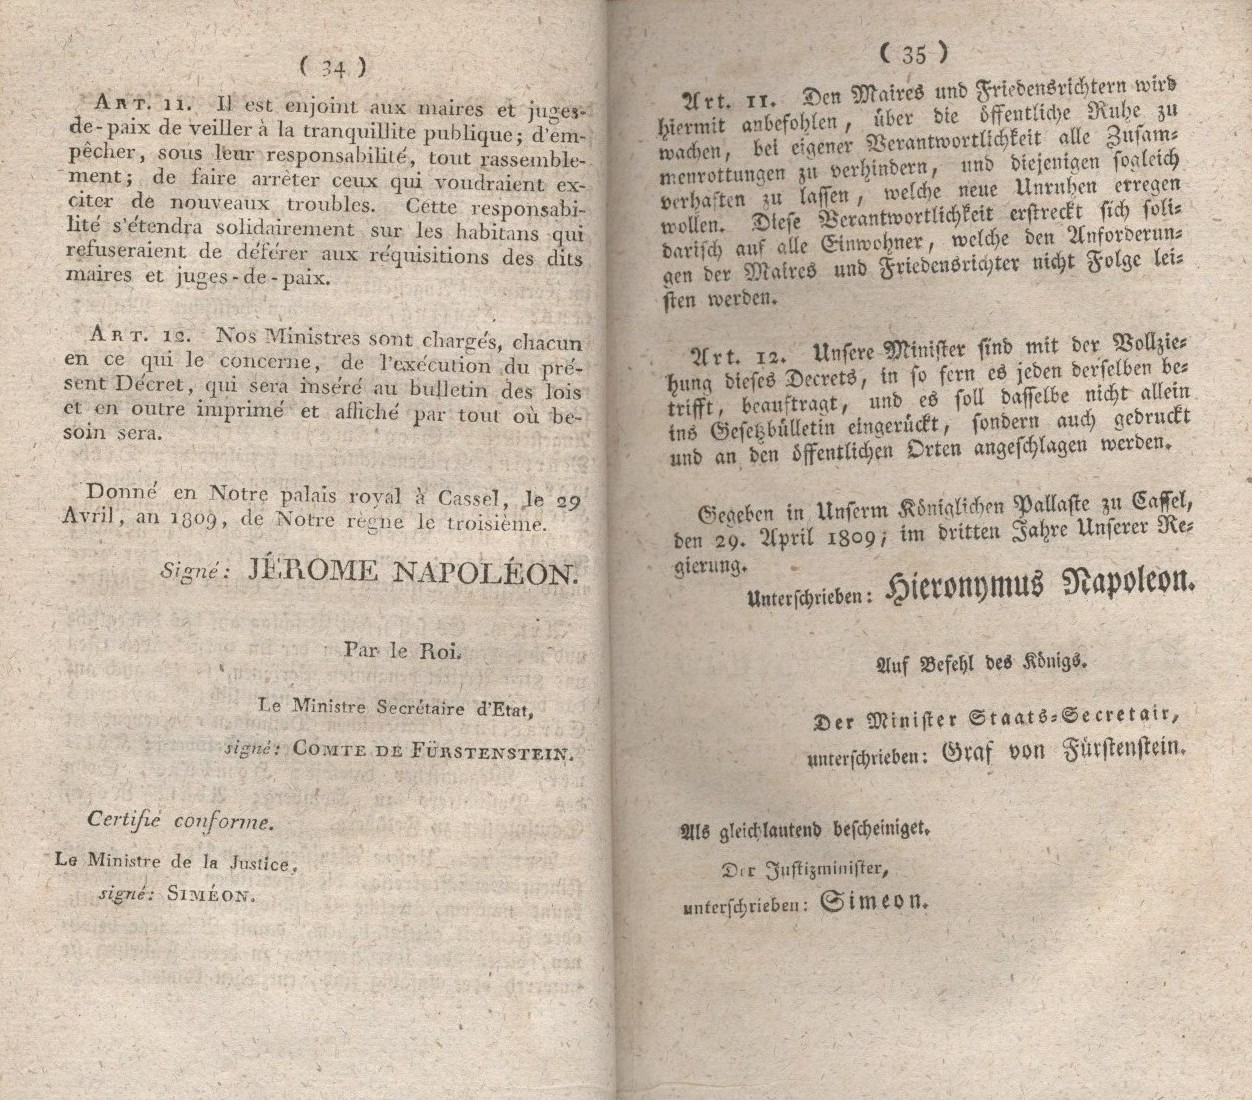 ( 34 )
ART. 11. Il est enjoint aux maires et juges-
de-paix de veiller à la tranquillite publique; d'em-
pêcher, sous leur responsabilité, tout rassemble-
ment; de faire arrêter ceux qui voudraient ex-
citer de nouveaux troubles. Cette responsabi-
lité s'étendra solidairement sur les habitans qui
refuseraient de déférer aux réquisitions des dits
maires et juges-de-paix.
ART. 12. Nos Ministres sont chargés, chacun
en ce qui le concerne, de l'exécution du pré-
sent Décret, qui sera inséré au bulletin des lois
et en outre imprimé et affiché par tout où be-
soin sera.
Donné en Notre palais royal à Cassel, le 29
Avril, an 1809, de Notre règne le troisième.
Signé: JÉROME NAPOLÉON.
Par le Roi.
Le Ministre Secrétaire d'Etat,
signé: COMTE DE FÜRSTENSTEIN.
Certifié conforme.
Le Ministre de la Justice,
signé: SIMÉON.
( 35 )
Art. 11. Den Maires und Friedensrichtern wird
hiermit anbefohlen, über die öffentliche Ruhe zu
wachen, bei eigener Verantwortlichkeit alle Zusam-
menrottungen zu verhindern, und diejenigen sogleich
verhaften zu lassen, welche neue Unruhen erregen
wollen. Diese Verantwortlichkeit erstreckt sich soli-
darisch auf alle Einwohner, welche den Anforderun-
gen der Maires und Friedensrichter nicht Folge lei-
sten werden.
Art. 12. Unsere Minister sind mit der Vollzie-
hung dieses Decrets, in so fern es jeden derselben be-
trifft, beauftragt, und es soll dasselbe nicht allein
ins Gesetzbülletin eingerückt, sondern auch gedruckt
und an den öffentlichen Orten angeschlagen werden.
Gegeben in Unserm Königlichen Pallaste zu Cassel,
den 29. April 1809; im dritten Jahre Unserer Re-
gierung.
Unterschrieben: Hieronymus Napoleon.
Auf Befehl des Königs.
Der Minister Staats-Secretair,
unterschrieben: Graf von Fürstenstein.
Als gleichlautend bescheiniget.
Der Justizminister,
unterschrieben: Simeon.